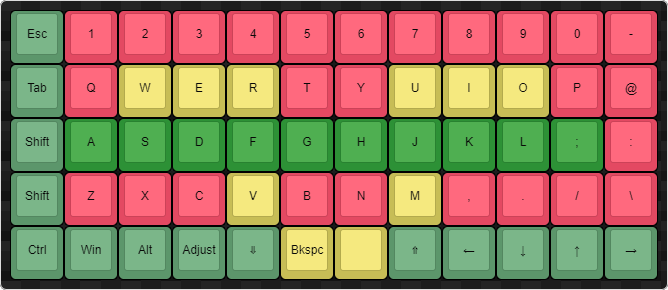 Esc 1 2 3 4 5 6 7 8 9 0 -
Tab Q W E R T Y U I O P @
Shift A S D F G H J K L ; :
Shift Z X C V B N M , . / \
Ctrl Win Alt Adjust ⇓ Bkspc ⇑ ← ↓ ↑ →